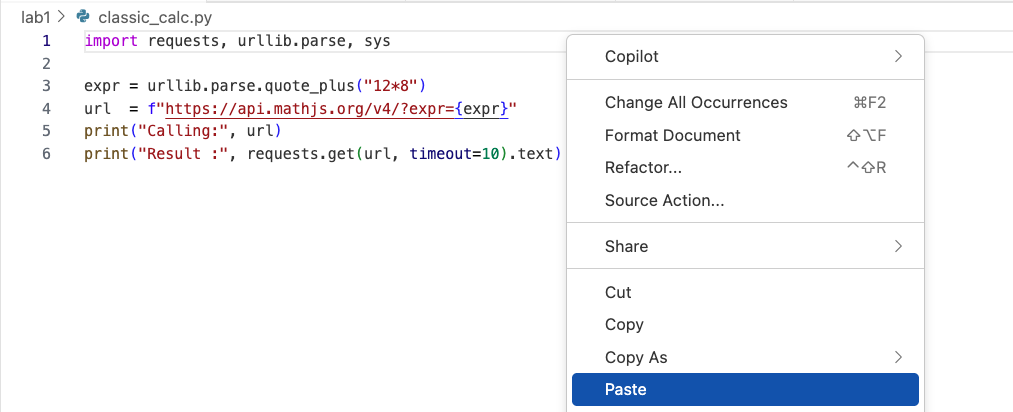 lab1 > classic_calc.py
1 import requests, urllib.parse, sys
2
3 expr = urllib.parse.quote_plus("12*8")
4 url  = f"https://api.mathjs.org/v4/?expr={expr}"
5 print("Calling:", url)
6 print("Result :", requests.get(url, timeout=10).text)
Copilot >
Change All Occurrences ⌘F2
Format Document ⇧⌥F
Refactor... ^⇧R
Source Action...
Share >
Cut
Copy
Copy As >
Paste